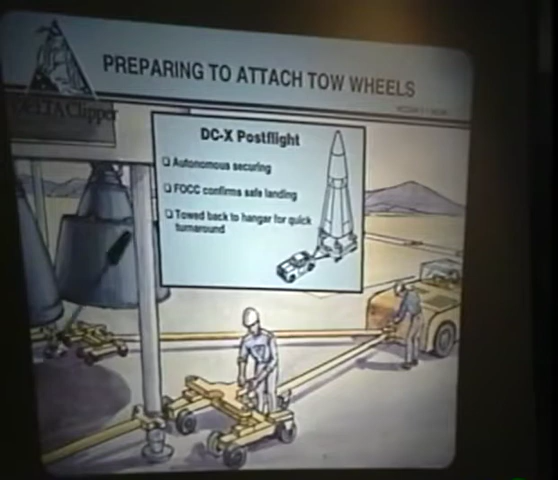 PREPARING TO ATTACH TOW WHEELS
DELTA Clipper
DC-X Postflight
Autonomous securing
FOCC confirms safe landing
Towed back to hangar for quick
turnaround